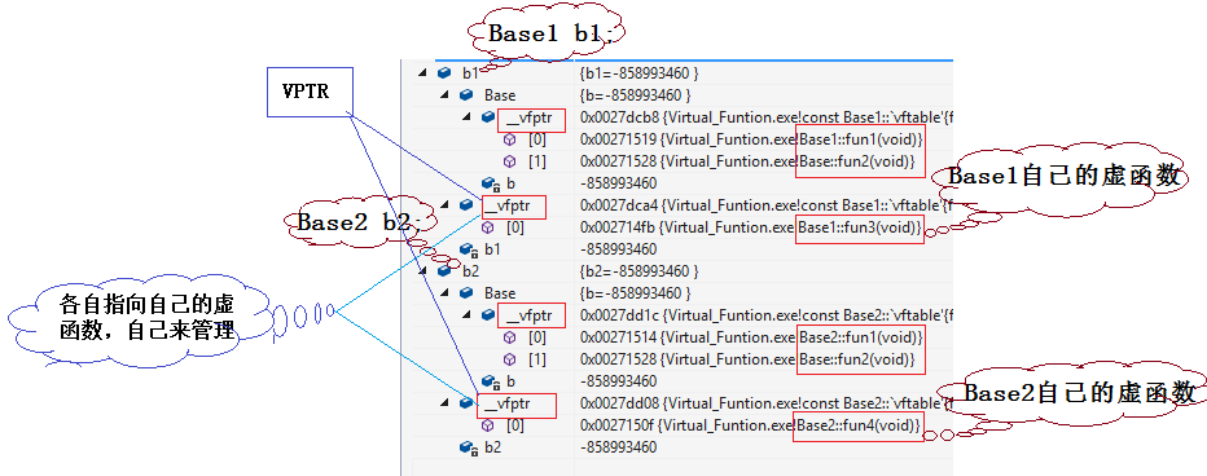 Base1 b1;
b1 {b1=-858993460 }
VPTR
Base {b=-858993460 }
__vfptr 0x0027dcb8 {Virtual_Funtion.exe!const Base1::`vftable'{f
[0] 0x00271519 {Virtual_Funtion.exe!Base1::fun1(void)}
[1] 0x00271528 {Virtual_Funtion.exe!Base::fun2(void)}
b -858993460
Base1自己的虚函数
__vfptr 0x0027dca4 {Virtual_Funtion.exe!const Base1::`vftable'{f
Base2 b2;
[0] 0x002714fb {Virtual_Funtion.exe!Base1::fun3(void)}
b1 -858993460
b2 {b2=-858993460 }
Base {b=-858993460 }
各自指向自己的虚
函数，自己来管理
__vfptr 0x0027dd1c {Virtual_Funtion.exe!const Base2::`vftable'{f
[0] 0x00271514 {Virtual_Funtion.exe!Base2::fun1(void)}
[1] 0x00271528 {Virtual_Funtion.exe!Base::fun2(void)}
b -858993460
Base2自己的虚函数
__vfptr 0x0027dd08 {Virtual_Funtion.exe!const Base2::`vftable'{f
[0] 0x0027150f {Virtual_Funtion.exe!Base2::fun4(void)}
b2 -858993460